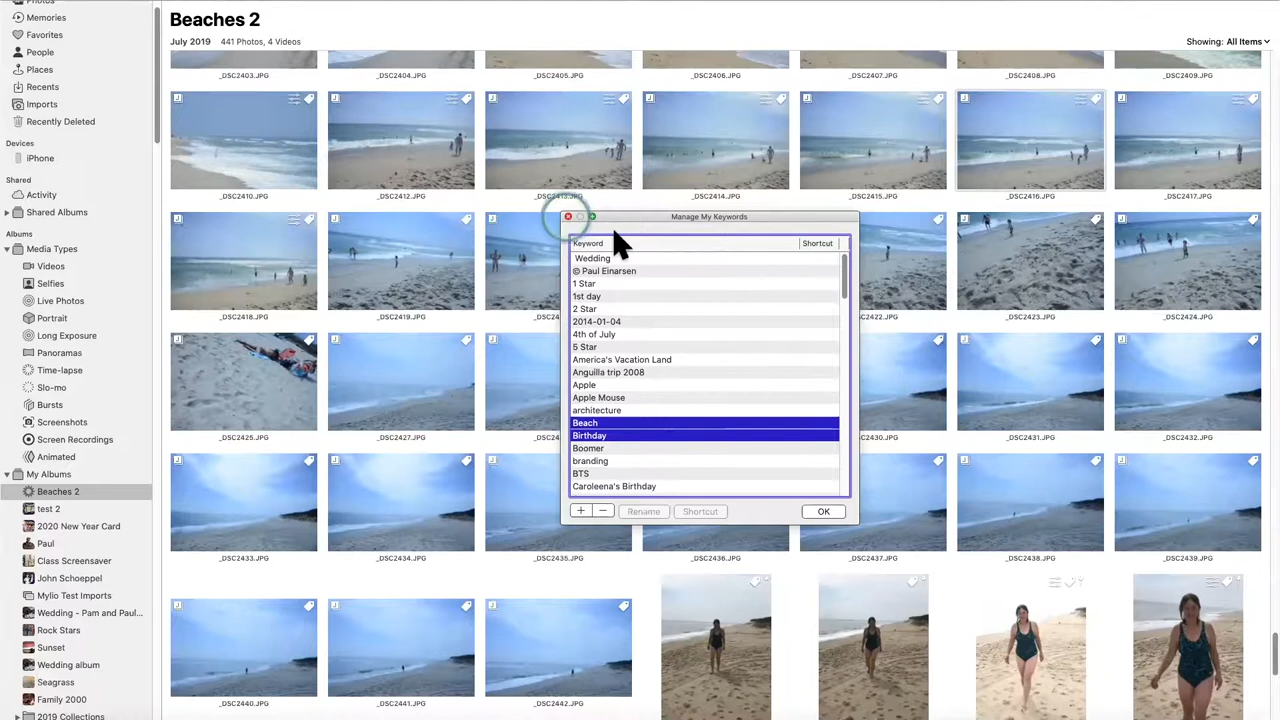 Photos
Memories
Favorites
People
Places
Recents
Imports
Recently Deleted
Devices
iPhone
Shared
Activity
Shared Albums
Albums
Media Types
Videos
Selfies
Live Photos
Portrait
Long Exposure
Panoramas
Time-lapse
Slo-mo
Bursts
Screenshots
Screen Recordings
Animated
My Albums
Beaches 2
test 2
2020 New Year Card
Paul
Class Screensaver
John Schoeppel
Mylio Test Imports
Wedding - Pam and Paul...
Rock Stars
Sunset
Wedding album
Seagrass
Family 2000
2019 Collections
Beaches 2
July 2019 441 Photos, 4 Videos
Showing: All Items
_DSC2403.JPG _DSC2404.JPG _DSC2405.JPG _DSC2406.JPG _DSC2407.JPG _DSC2408.JPG _DSC2409.JPG
_DSC2410.JPG _DSC2412.JPG _DSC2413.JPG _DSC2414.JPG _DSC2415.JPG _DSC2416.JPG _DSC2417.JPG
_DSC2418.JPG _DSC2419.JPG C2422.JPG _DSC2423.JPG _DSC2424.JPG
_DSC2425.JPG _DSC2427.JPG C2430.JPG _DSC2431.JPG _DSC2432.JPG
_DSC2433.JPG _DSC2434.JPG _DSC2435.JPG _DSC2436.JPG _DSC2437.JPG _DSC2438.JPG _DSC2439.JPG
_DSC2440.JPG _DSC2441.JPG _DSC2442.JPG
Manage My Keywords
Keyword Shortcut
Wedding
© Paul Einarsen
1 Star
1st day
2 Star
2014-01-04
4th of July
5 Star
America's Vacation Land
Anguilla trip 2008
Apple
Apple Mouse
architecture
Beach
Birthday
Boomer
branding
BTS
Caroleena's Birthday
+ − Rename Shortcut OK